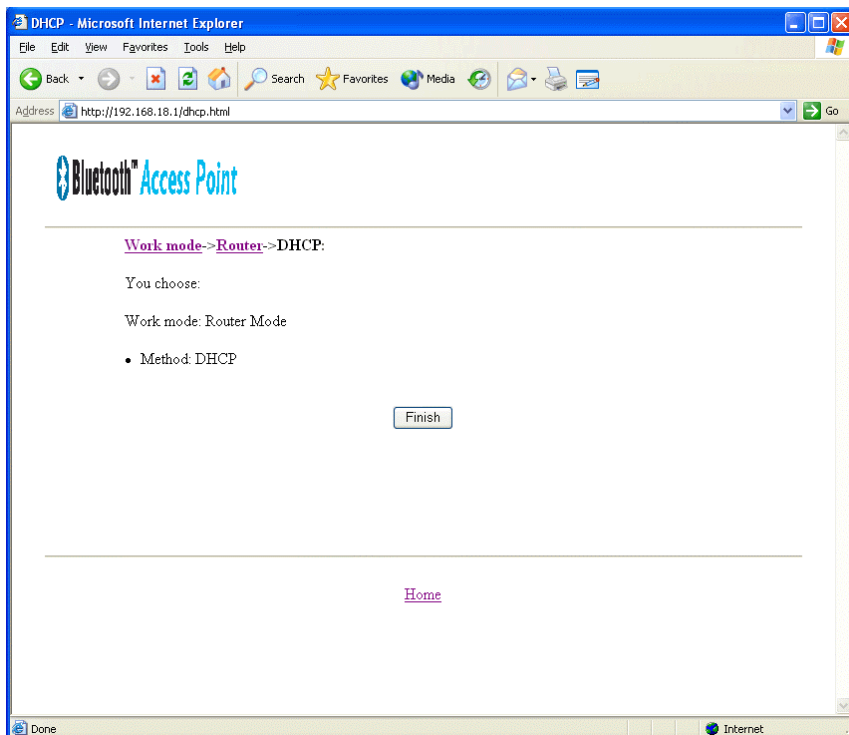 DHCP - Microsoft Internet Explorer
File Edit View Favorites Tools Help
Back Search Favorites Media
Address http://192.168.18.1/dhcp.html Go
Bluetooth™ Access Point
Work mode->Router->DHCP:
You choose:
Work mode: Router Mode
• Method: DHCP
Finish
Home
Done Internet